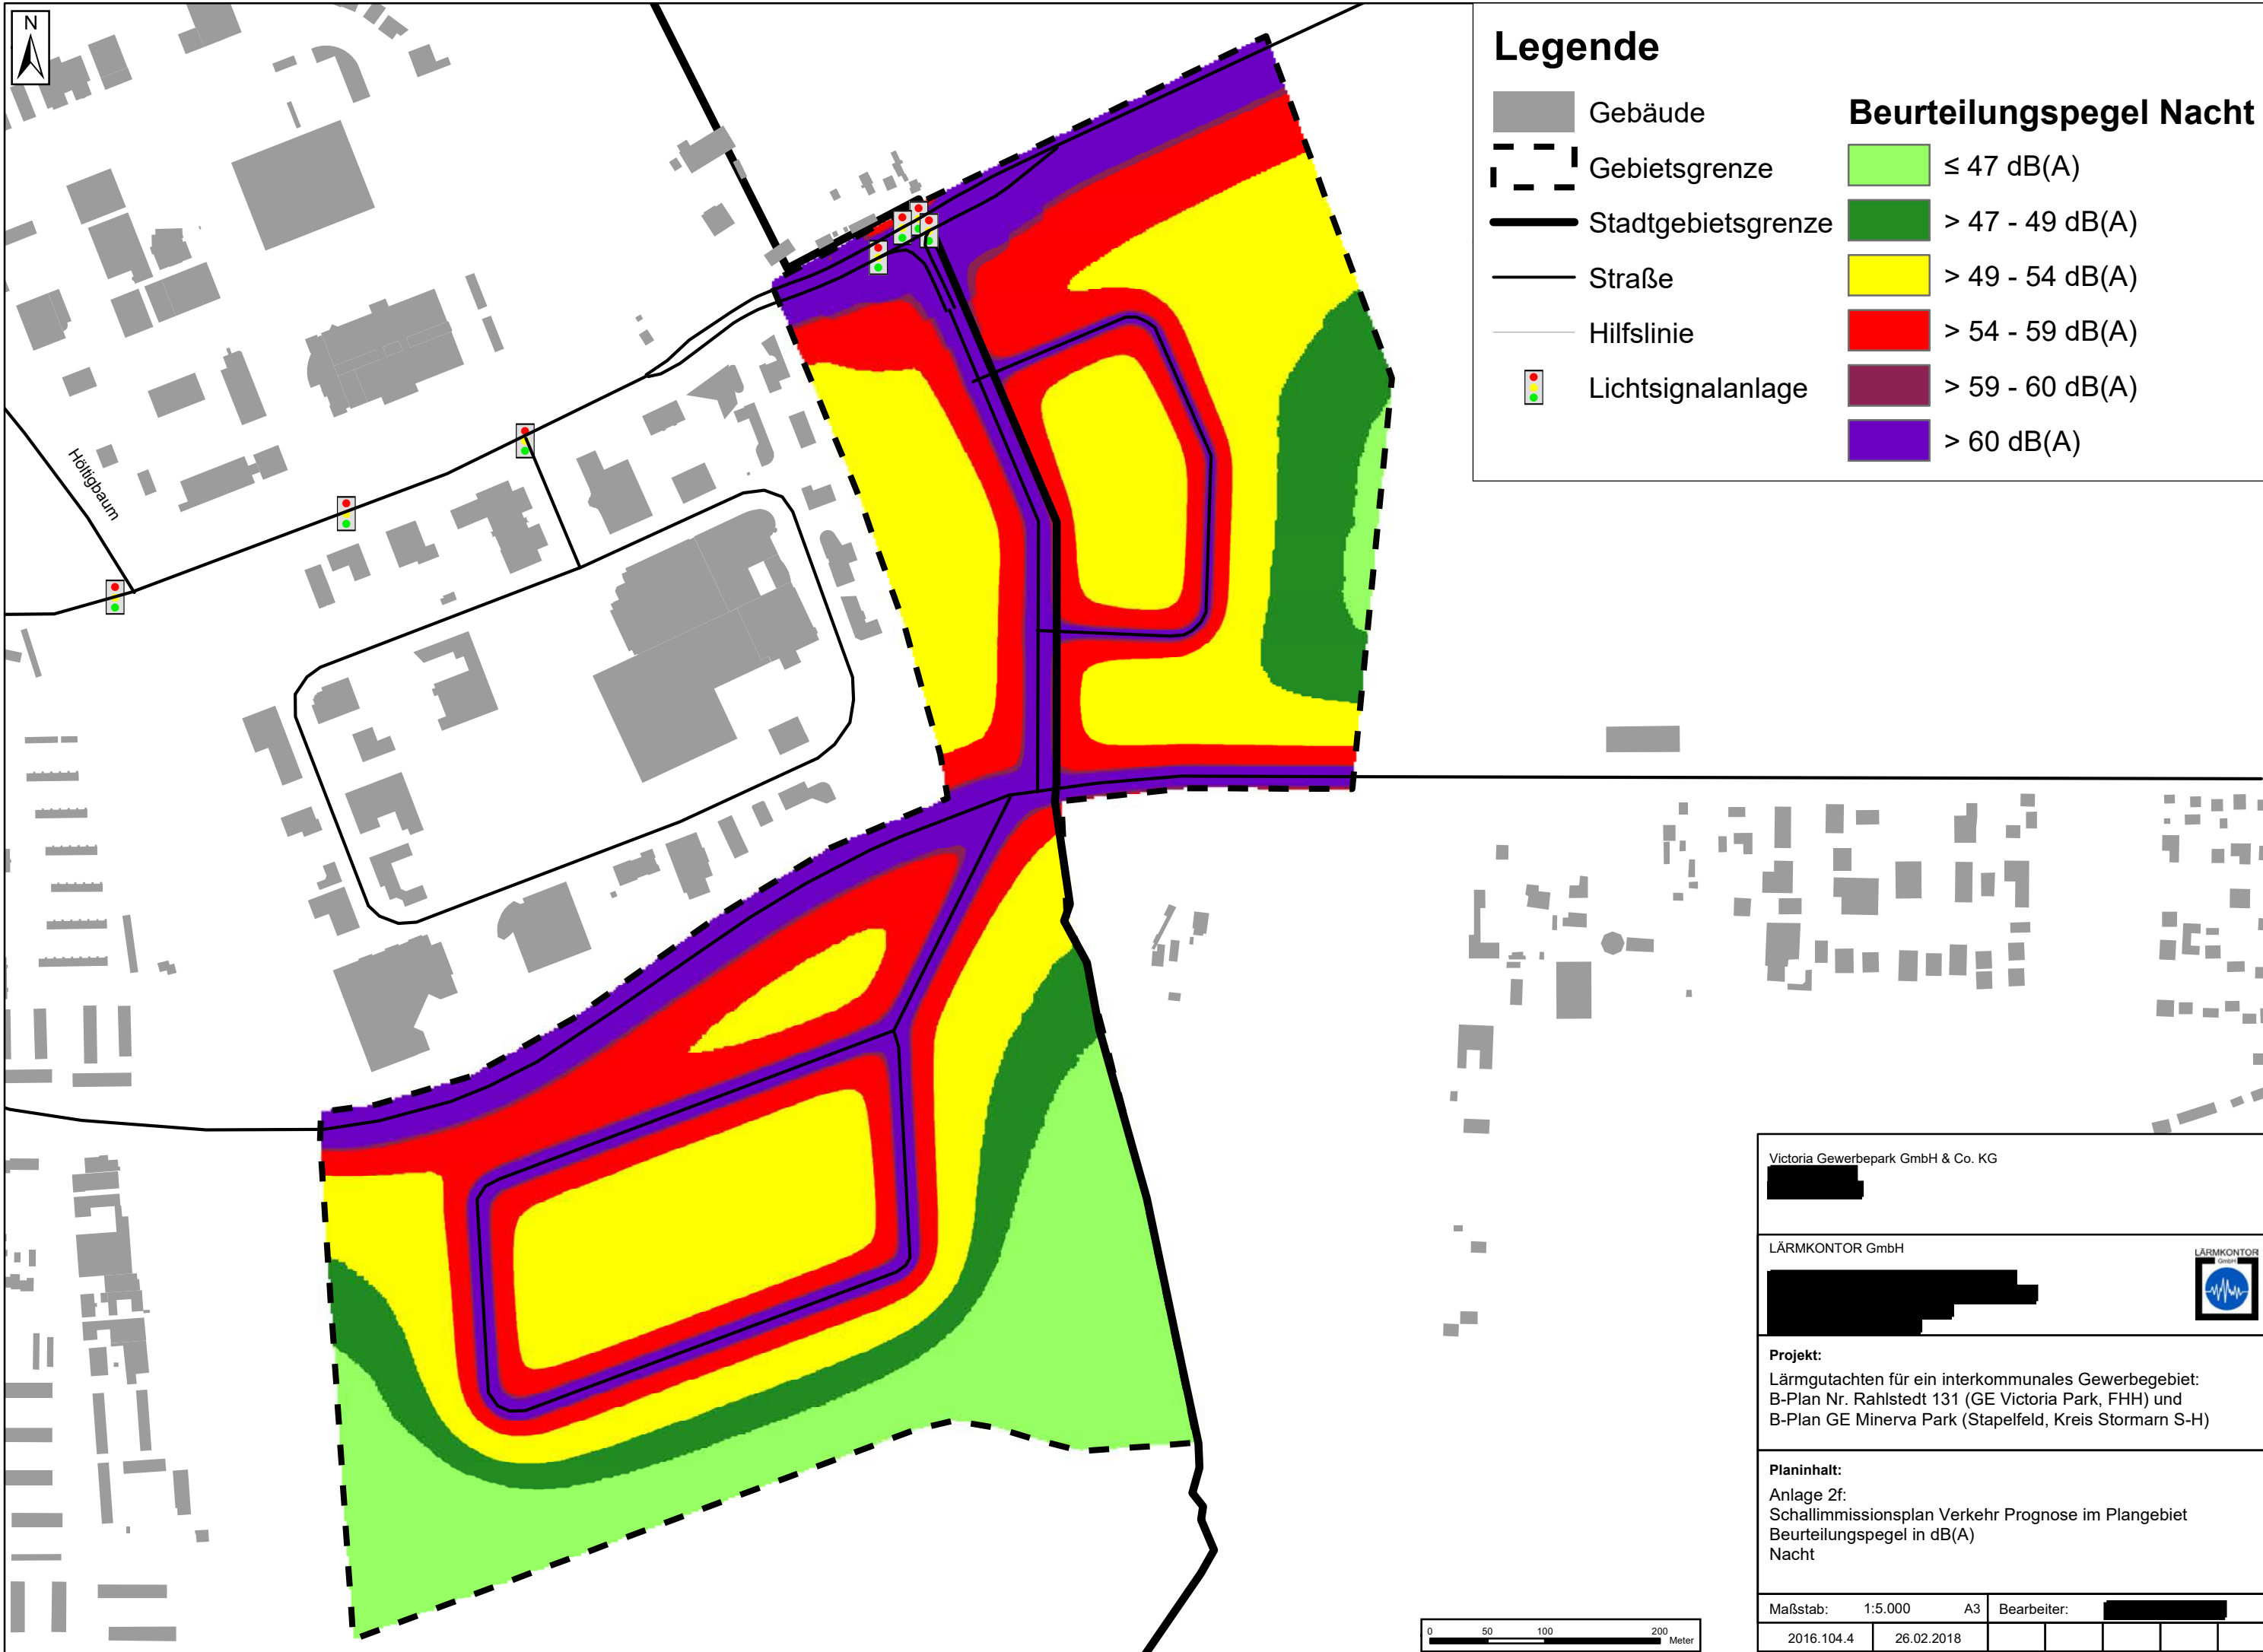 N
Höltigbaum
Legende
Gebäude
Gebietsgrenze
Stadtgebietsgrenze
Straße
Hilfslinie
Lichtsignalanlage
Beurteilungspegel Nacht
≤ 47 dB(A)
> 47 - 49 dB(A)
> 49 - 54 dB(A)
> 54 - 59 dB(A)
> 59 - 60 dB(A)
> 60 dB(A)
Victoria Gewerbepark GmbH & Co. KG
LÄRMKONTOR GmbH
LÄRMKONTOR
GmbH
Projekt:
Lärmgutachten für ein interkommunales Gewerbegebiet:
B-Plan Nr. Rahlstedt 131 (GE Victoria Park, FHH) und
B-Plan GE Minerva Park (Stapelfeld, Kreis Stormarn S-H)
Planinhalt:
Anlage 2f:
Schallimmissionsplan Verkehr Prognose im Plangebiet
Beurteilungspegel in dB(A)
Nacht
Maßstab: 1:5.000 A3 Bearbeiter:
2016.104.4 26.02.2018
0 50 100 200
Meter